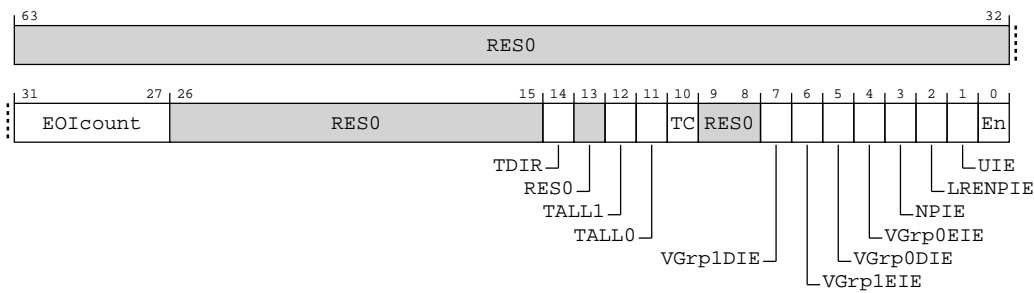 63 32
RES0
31 27 26 15 14 13 12 11 10 9 8 7 6 5 4 3 2 1 0
EOIcount RES0 TC RES0 En
TDIR UIE
RES0 LRENPIE
TALL1 NPIE
TALL0 VGrp0EIE
VGrp1DIE VGrp0DIE
VGrp1EIE